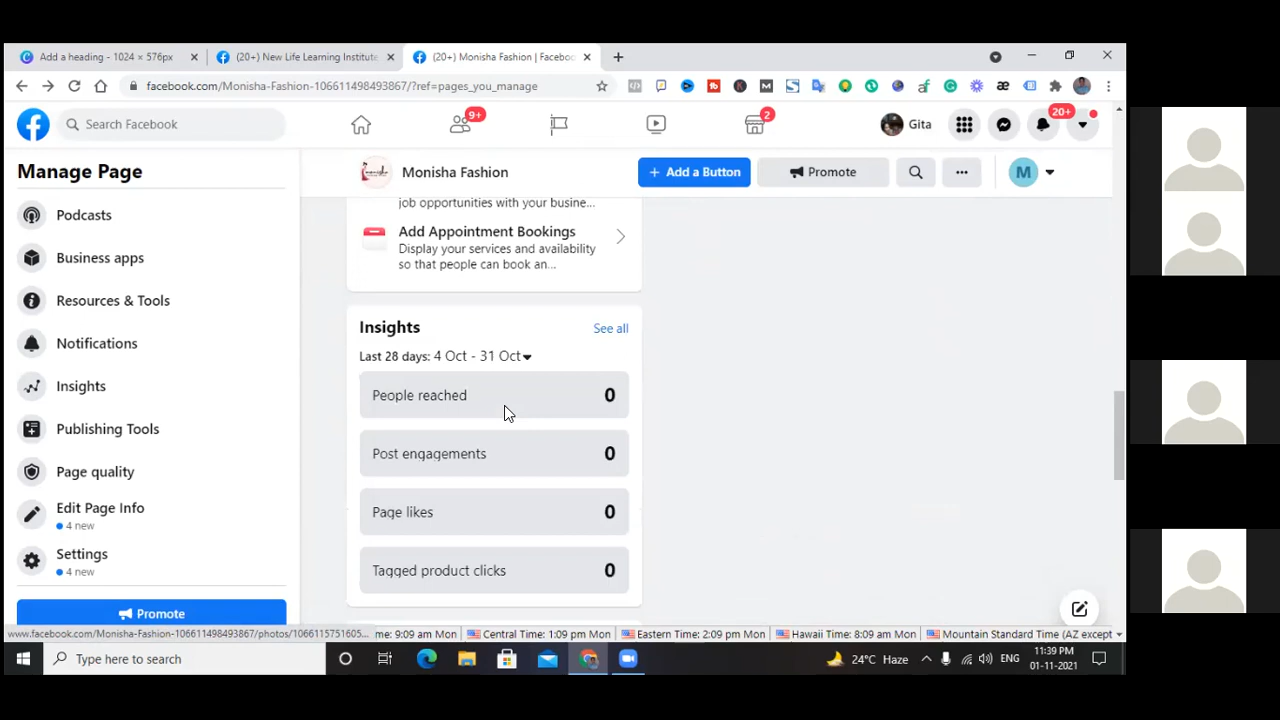 Add a heading - 1024 × 576px
(20+) New Life Learning Institute
(20+) Monisha Fashion | Faceboo
facebook.com/Monisha-Fashion-106611498493867/?ref=pages_you_manage
Search Facebook
9+
2
Gita
20+
Manage Page
Podcasts
Business apps
Resources & Tools
Notifications
Insights
Publishing Tools
Page quality
Edit Page Info
4 new
Settings
4 new
Promote
Monisha Fashion
Add a Button
Promote
M
job opportunities with your busine...
Add Appointment Bookings
Display your services and availability
so that people can book an...
Insights
See all
Last 28 days: 4 Oct - 31 Oct
People reached 0
Post engagements 0
Page likes 0
Tagged product clicks 0
www.facebook.com/Monisha-Fashion-106611498493867/photos/1066115751605...
me: 9:09 am Mon
Central Time: 1:09 pm Mon
Eastern Time: 2:09 pm Mon
Hawaii Time: 8:09 am Mon
Mountain Standard Time (AZ except
Type here to search
24°C Haze
ENG
11:39 PM
01-11-2021